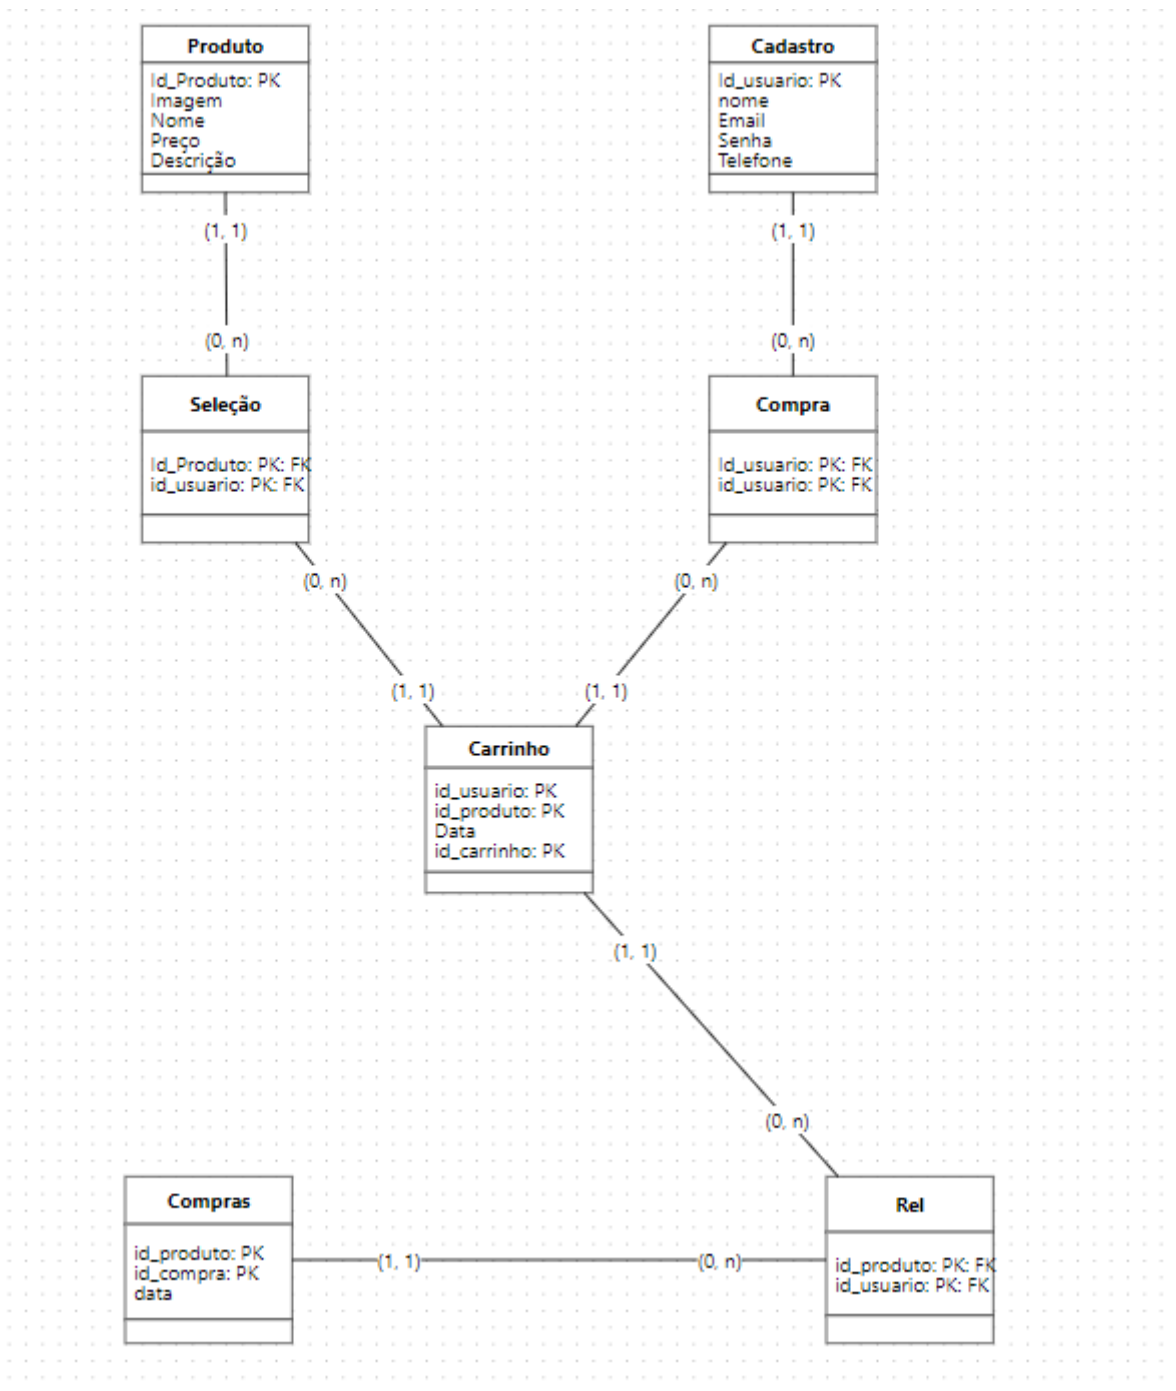 Produto
Id_Produto: PK
Imagem
Nome
Preço
Descrição
Cadastro
Id_usuario: PK
nome
Email
Senha
Telefone
(1, 1)
(1, 1)
(0, n)
(0, n)
Seleção
Id_Produto: PK: FK
id_usuario: PK: FK
Compra
Id_usuario: PK: FK
id_usuario: PK: FK
(0, n)
(0, n)
(1, 1)
(1, 1)
Carrinho
id_usuario: PK
id_produto: PK
Data
id_carrinho: PK
(1, 1)
(0, n)
Compras
id_produto: PK
id_compra: PK
data
(1, 1)
(0, n)
Rel
id_produto: PK: FK
id_usuario: PK: FK